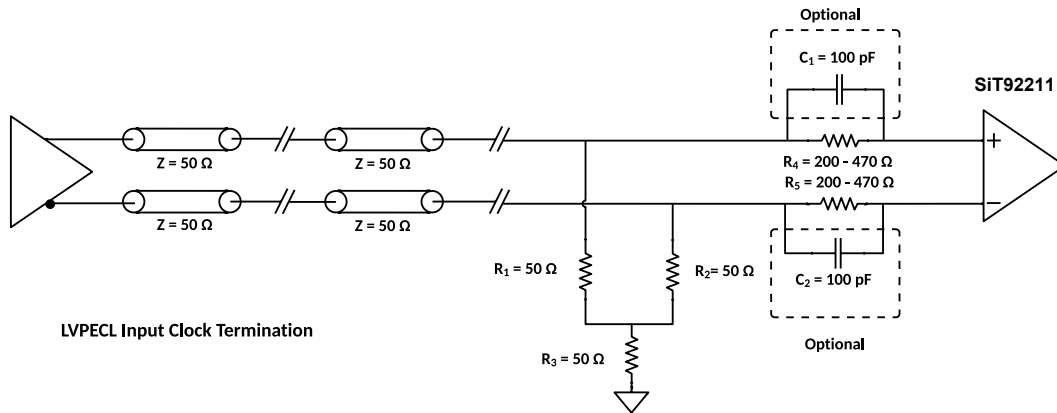 Optional
C₁ = 100 pF
SiT92211
Z = 50 Ω
Z = 50 Ω
+
R₄ = 200 - 470 Ω
R₅ = 200 - 470 Ω
−
Z = 50 Ω
Z = 50 Ω
R₁ = 50 Ω
R₂= 50 Ω
C₂ = 100 pF
LVPECL Input Clock Termination
Optional
R₃ = 50 Ω